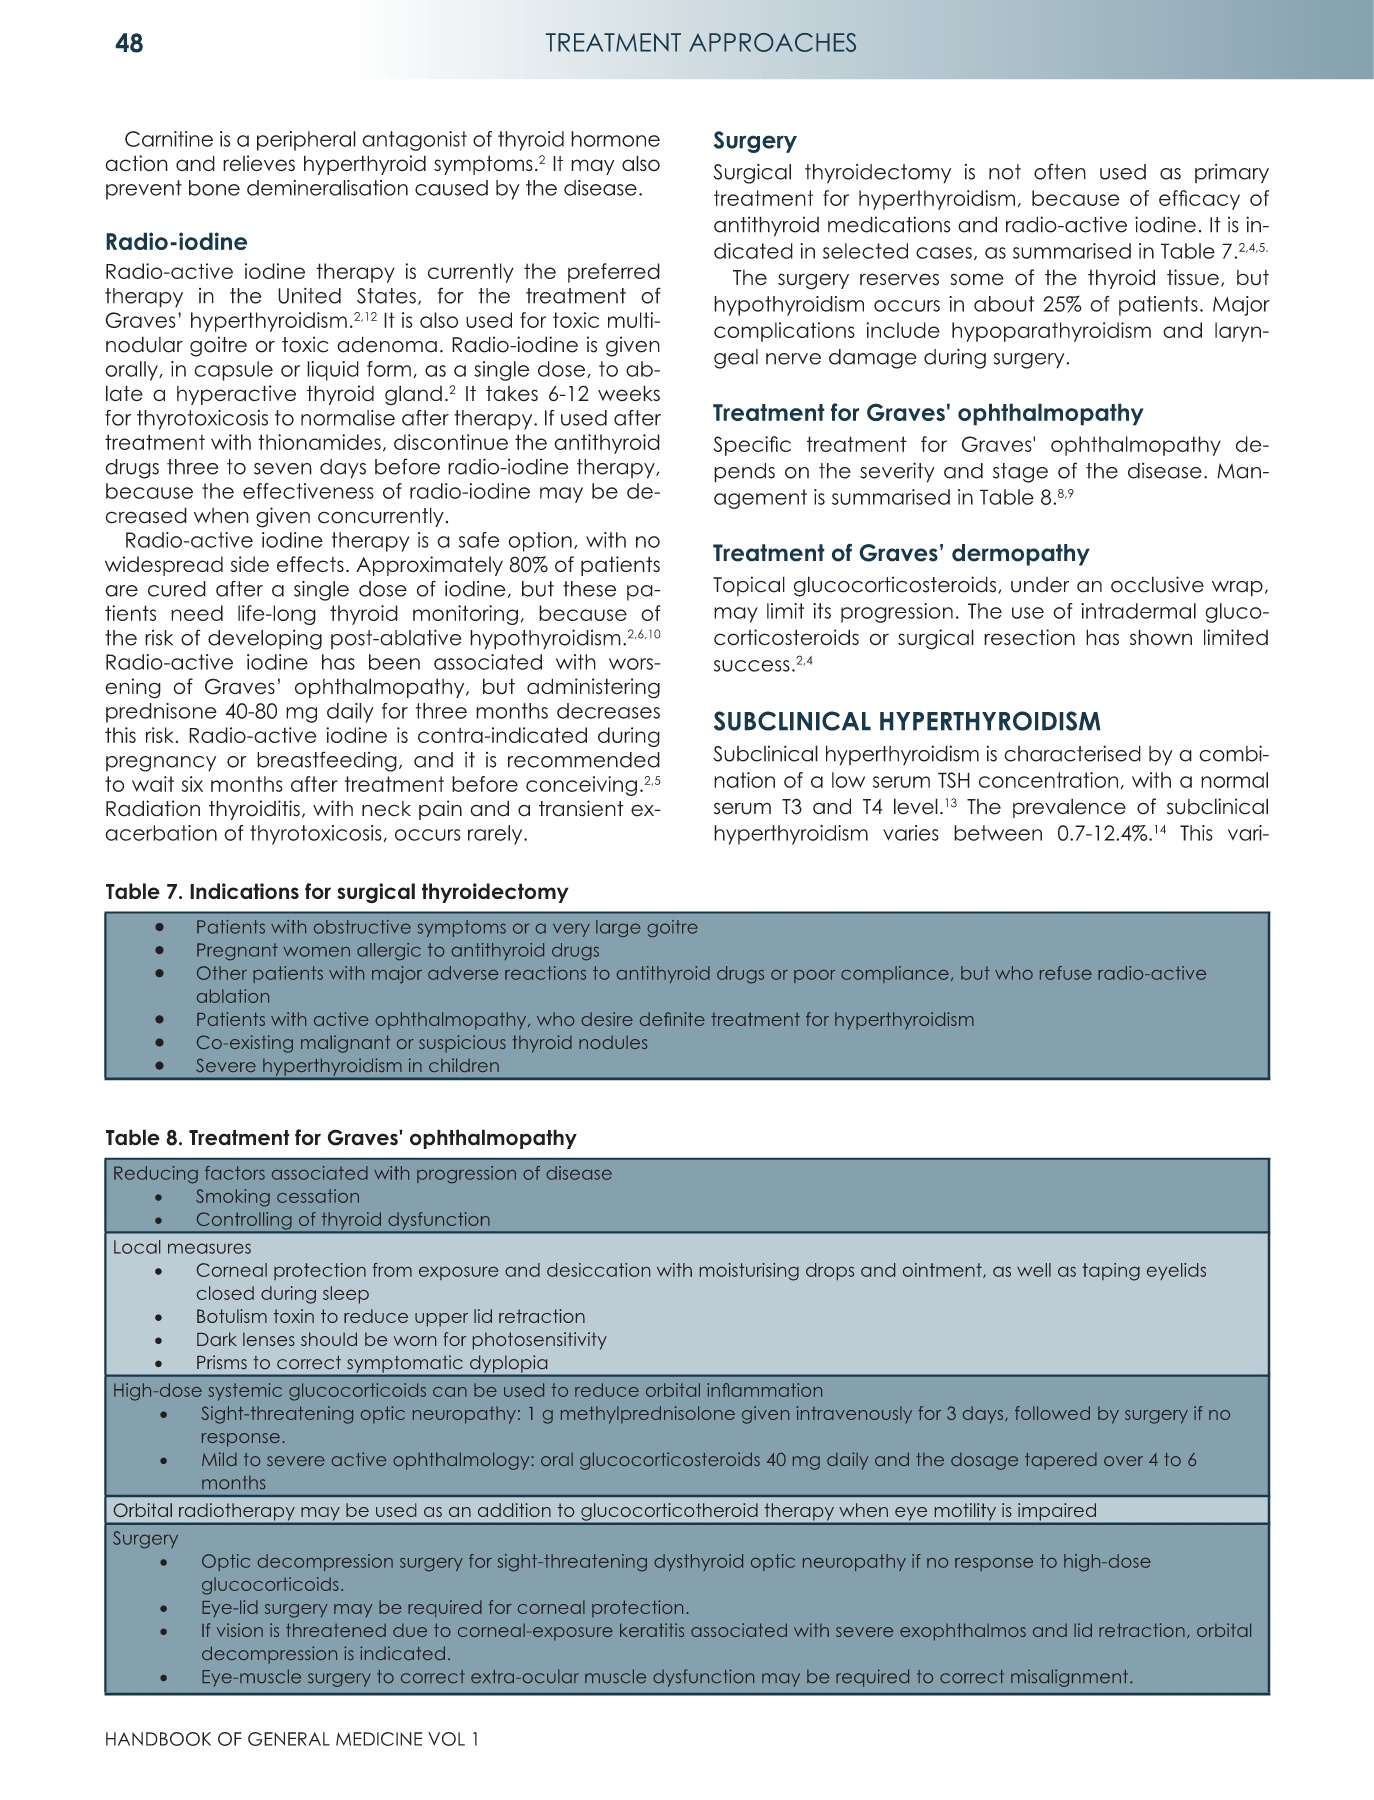 48
TREATMENT APPROACHES
Carnitine is a peripheral antagonist of thyroid hormone
action and relieves hyperthyroid symptoms.2 It may also
prevent bone demineralisation caused by the disease.
Radio-iodine
Radio-active iodine therapy is currently the preferred
therapy in the United States, for the treatment of
Graves' hyperthyroidism.2,12 It is also used for toxic multi-
nodular goitre or toxic adenoma. Radio-iodine is given
orally, in capsule or liquid form, as a single dose, to ab-
late a hyperactive thyroid gland.2 It takes 6-12 weeks
for thyrotoxicosis to normalise after therapy. If used after
treatment with thionamides, discontinue the antithyroid
drugs three to seven days before radio-iodine therapy,
because the effectiveness of radio-iodine may be de-
creased when given concurrently.
Radio-active iodine therapy is a safe option, with no
widespread side effects. Approximately 80% of patients
are cured after a single dose of iodine, but these pa-
tients need life-long thyroid monitoring, because of
the risk of developing post-ablative hypothyroidism.2,6,10
Radio-active iodine has been associated with wors-
ening of Graves' ophthalmopathy, but administering
prednisone 40-80 mg daily for three months decreases
this risk. Radio-active iodine is contra-indicated during
pregnancy or breastfeeding, and it is recommended
to wait six months after treatment before conceiving.2,5
Radiation thyroiditis, with neck pain and a transient ex-
acerbation of thyrotoxicosis, occurs rarely.
Surgery
Surgical thyroidectomy is not often used as primary
treatment for hyperthyroidism, because of efficacy of
antithyroid medications and radio-active iodine. It is in-
dicated in selected cases, as summarised in Table 7.2,4,5.
The surgery reserves some of the thyroid tissue, but
hypothyroidism occurs in about 25% of patients. Major
complications include hypoparathyroidism and laryn-
geal nerve damage during surgery.
Treatment for Graves' ophthalmopathy
Specific treatment for Graves' ophthalmopathy de-
pends on the severity and stage of the disease. Man-
agement is summarised in Table 8.8,9
Treatment of Graves’ dermopathy
Topical glucocorticosteroids, under an occlusive wrap,
may limit its progression. The use of intradermal gluco-
corticosteroids or surgical resection has shown limited
success.2,4
SUBCLINICAL HYPERTHYROIDISM
Subclinical hyperthyroidism is characterised by a combi-
nation of a low serum TSH concentration, with a normal
serum T3 and T4 level.13 The prevalence of subclinical
hyperthyroidism varies between 0.7-12.4%.14 This vari-
Table 7. Indications for surgical thyroidectomy
• Patients with obstructive symptoms or a very large goitre
• Pregnant women allergic to antithyroid drugs
• Other patients with major adverse reactions to antithyroid drugs or poor compliance, but who refuse radio-active
ablation
• Patients with active ophthalmopathy, who desire definite treatment for hyperthyroidism
• Co-existing malignant or suspicious thyroid nodules
• Severe hyperthyroidism in children
Table 8. Treatment for Graves' ophthalmopathy
Reducing factors associated with progression of disease
• Smoking cessation
• Controlling of thyroid dysfunction
Local measures
• Corneal protection from exposure and desiccation with moisturising drops and ointment, as well as taping eyelids
closed during sleep
• Botulism toxin to reduce upper lid retraction
• Dark lenses should be worn for photosensitivity
• Prisms to correct symptomatic dyplopia
High-dose systemic glucocorticoids can be used to reduce orbital inflammation
• Sight-threatening optic neuropathy: 1 g methylprednisolone given intravenously for 3 days, followed by surgery if no
response.
• Mild to severe active ophthalmology: oral glucocorticosteroids 40 mg daily and the dosage tapered over 4 to 6
months
Orbital radiotherapy may be used as an addition to glucocorticotheroid therapy when eye motility is impaired
Surgery
• Optic decompression surgery for sight-threatening dysthyroid optic neuropathy if no response to high-dose
glucocorticoids.
• Eye-lid surgery may be required for corneal protection.
• If vision is threatened due to corneal-exposure keratitis associated with severe exophthalmos and lid retraction, orbital
decompression is indicated.
• Eye-muscle surgery to correct extra-ocular muscle dysfunction may be required to correct misalignment.
HANDBOOK OF GENERAL MEDICINE VOL 1